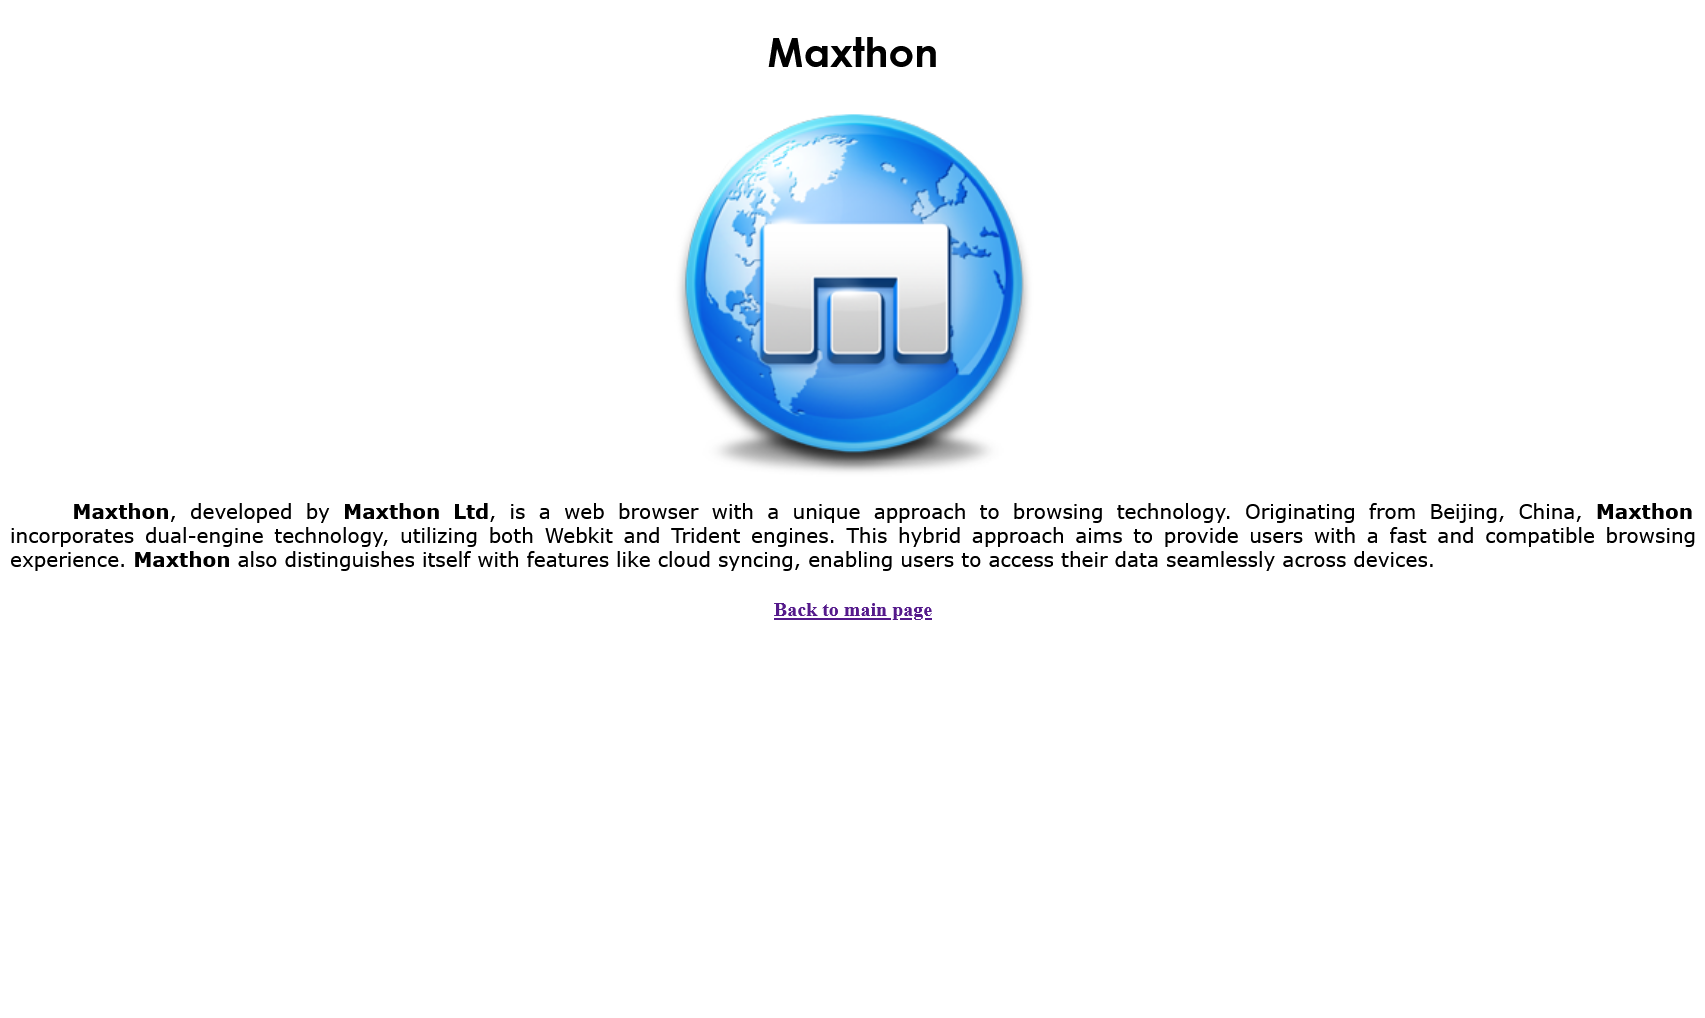 Maxthon
Maxthon, developed by Maxthon Ltd, is a web browser with a unique approach to browsing technology. Originating from Beijing, China, Maxthon
incorporates dual-engine technology, utilizing both Webkit and Trident engines. This hybrid approach aims to provide users with a fast and compatible browsing
experience. Maxthon also distinguishes itself with features like cloud syncing, enabling users to access their data seamlessly across devices.
Back to main page